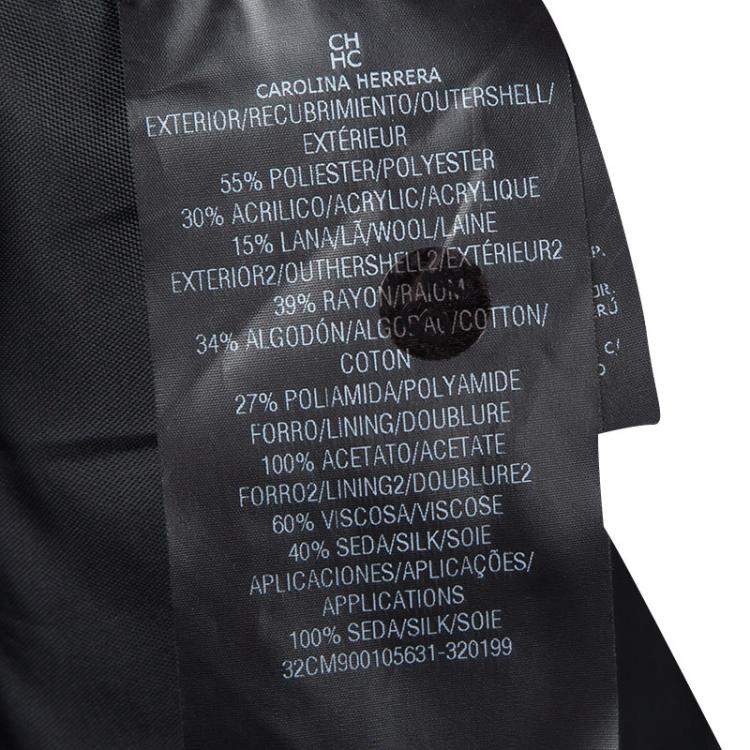 CH
HC
CAROLINA HERRERA
EXTERIOR/RECUBRIMIENTO/OUTERSHELL/
EXTÉRIEUR
55% POLIESTER/POLYESTER
30% ACRILICO/ACRYLIC/ACRYLIQUE
15% LANA/LÃ/WOOL/LAINE
EXTERIOR2/OUTHERSHELL2/EXTÉRIEUR2
39% RAYON/RAION
34% ALGODÓN/ALGODÃO/COTTON/
COTON
27% POLIAMIDA/POLYAMIDE
FORRO/LINING/DOUBLURE
100% ACETATO/ACETATE
FORRO2/LINING2/DOUBLURE2
60% VISCOSA/VISCOSE
40% SEDA/SILK/SOIE
APLICACIONES/APLICAÇÕES/
APPLICATIONS
100% SEDA/SILK/SOIE
32CM900105631-320199